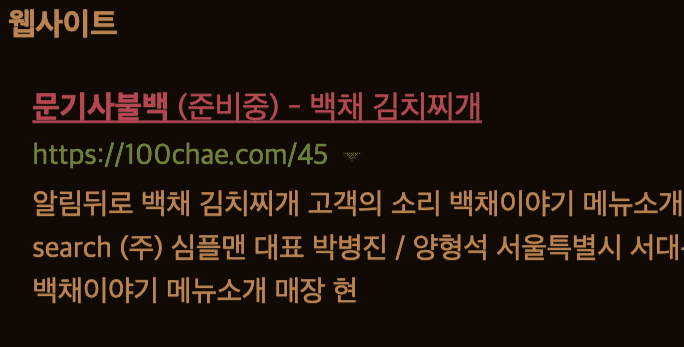 웹사이트
문기사불백 (준비중) - 백채 김치찌개
https://100chae.com/45
알림뒤로 백채 김치찌개 고객의 소리 백채이야기 메뉴소개
search (주) 심플맨 대표 박병진 / 양형석 서울특별시 서대
백채이야기 메뉴소개 매장 현